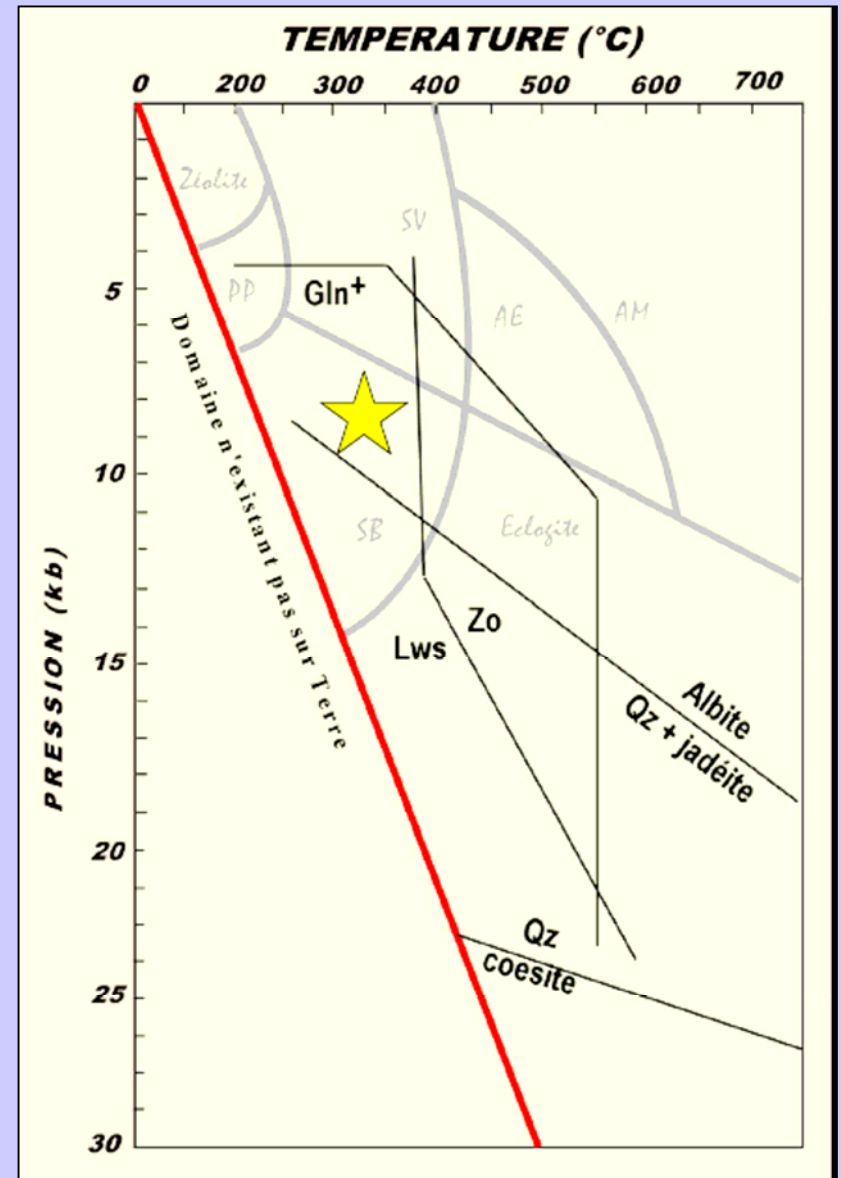 TEMPERATURE (°C)
0 200 300 400 500 600 700
Zéolite
SV
PP
Gln+
5
AE
AM
Domaine n'existant pas sur Terre
10
SB
Eclogite
PRESSION (kb)
Zo
Lws
15
Albite
Qz + jadéite
20
Qz
coesite
25
30